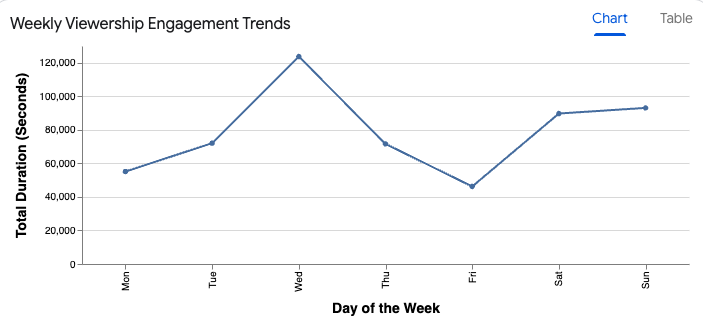 Weekly Viewership Engagement Trends
Chart
Table
Total Duration (Seconds)
120,000
100,000
80,000
60,000
40,000
20,000
0
Mon
Tue
Wed
Thu
Fri
Sat
Sun
Day of the Week